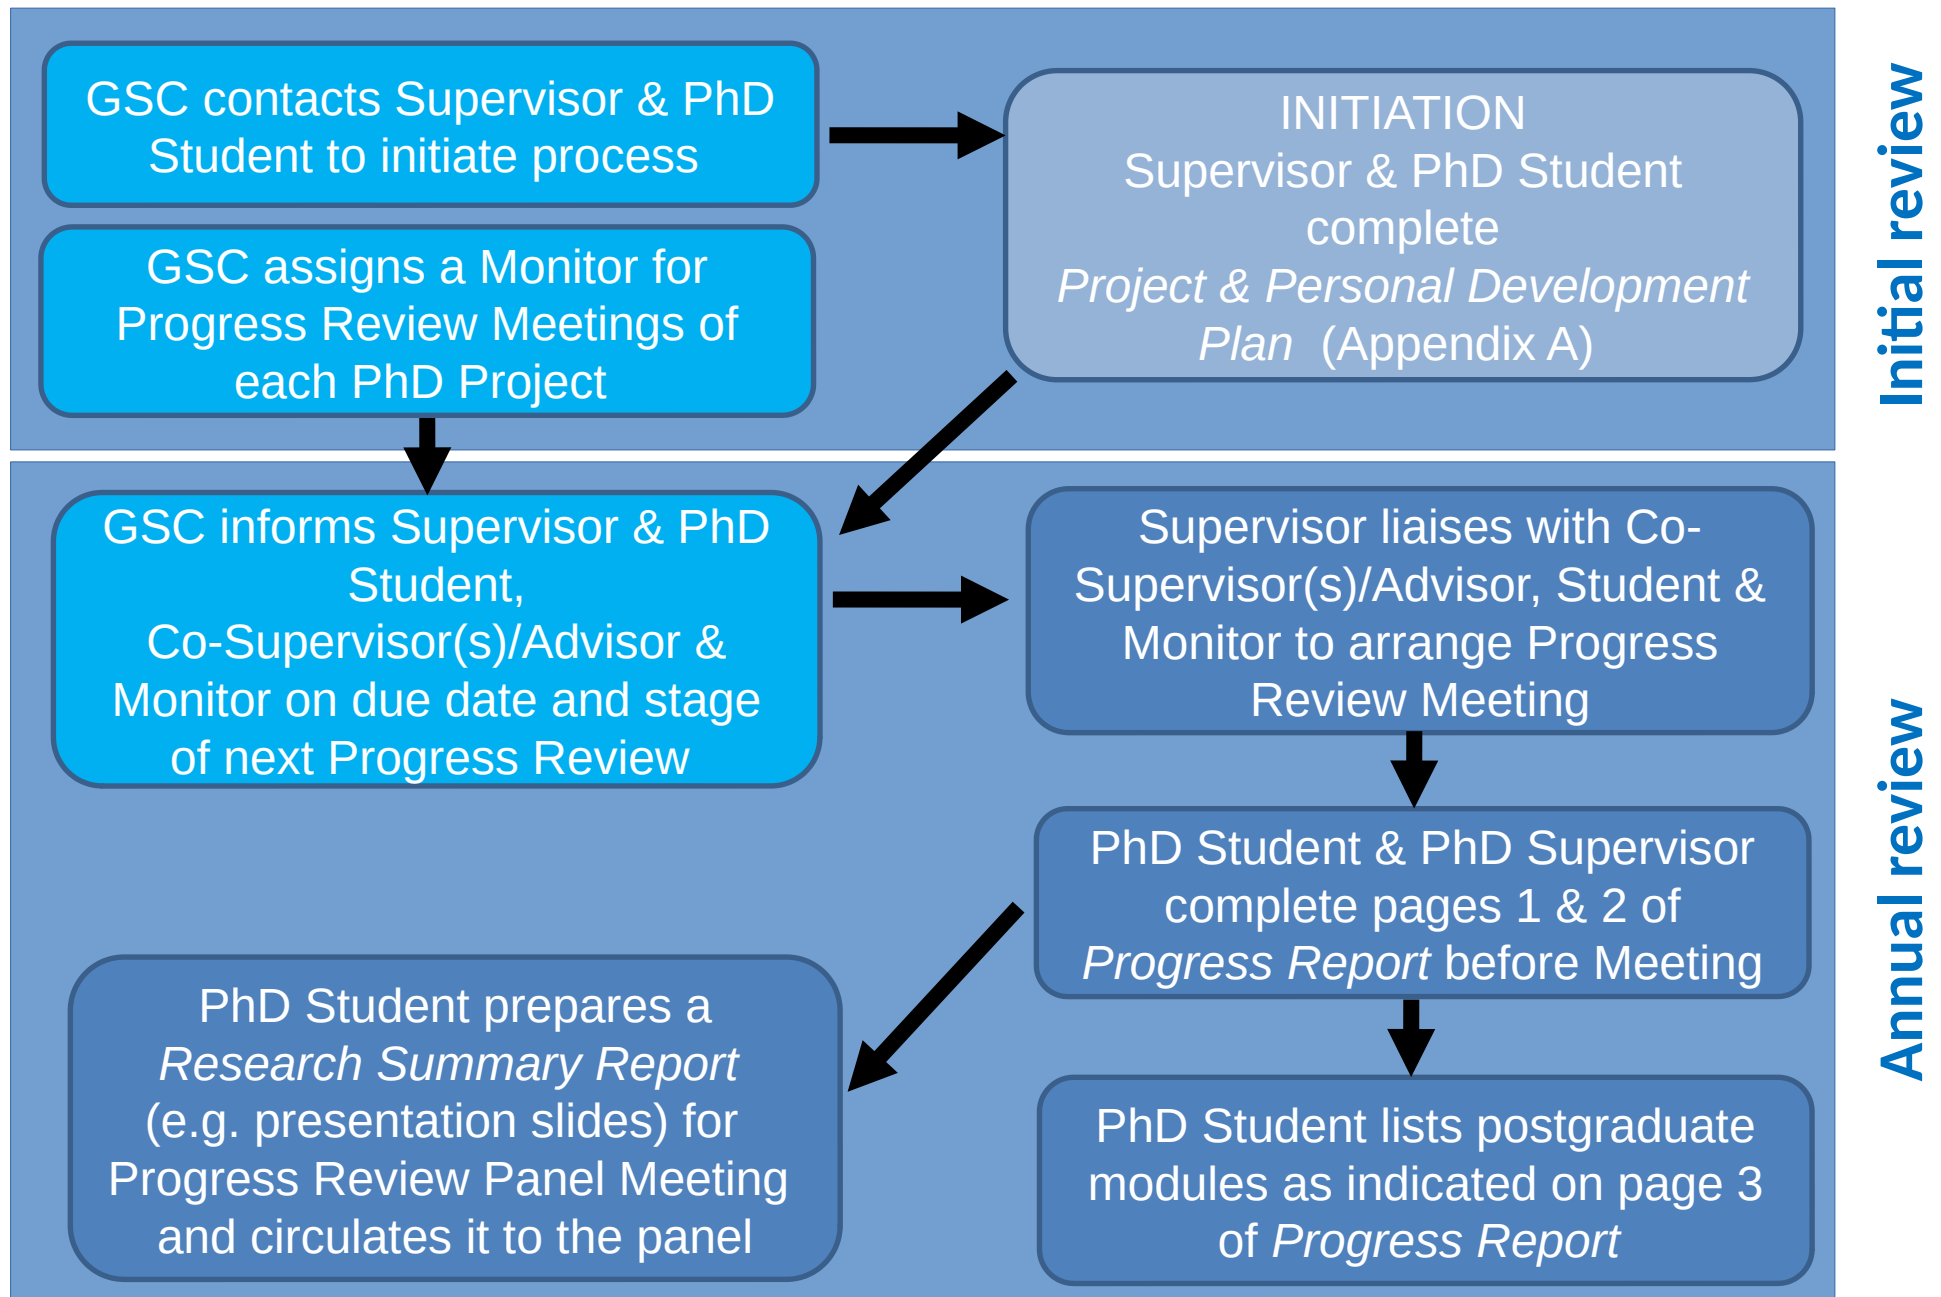 GSC contacts Supervisor & PhD
Student to initiate process
INITIATION
Supervisor & PhD Student
complete
Project & Personal Development
Plan (Appendix A)
GSC assigns a Monitor for
Progress Review Meetings of
each PhD Project
Initial review
GSC informs Supervisor & PhD
Student,
Co-Supervisor(s)/Advisor &
Monitor on due date and stage
of next Progress Review
Supervisor liaises with Co-
Supervisor(s)/Advisor, Student &
Monitor to arrange Progress
Review Meeting
PhD Student & PhD Supervisor
complete pages 1 & 2 of
Progress Report before Meeting
PhD Student prepares a
Research Summary Report
(e.g. presentation slides) for
Progress Review Panel Meeting
and circulates it to the panel
PhD Student lists postgraduate
modules as indicated on page 3
of Progress Report
Annual review